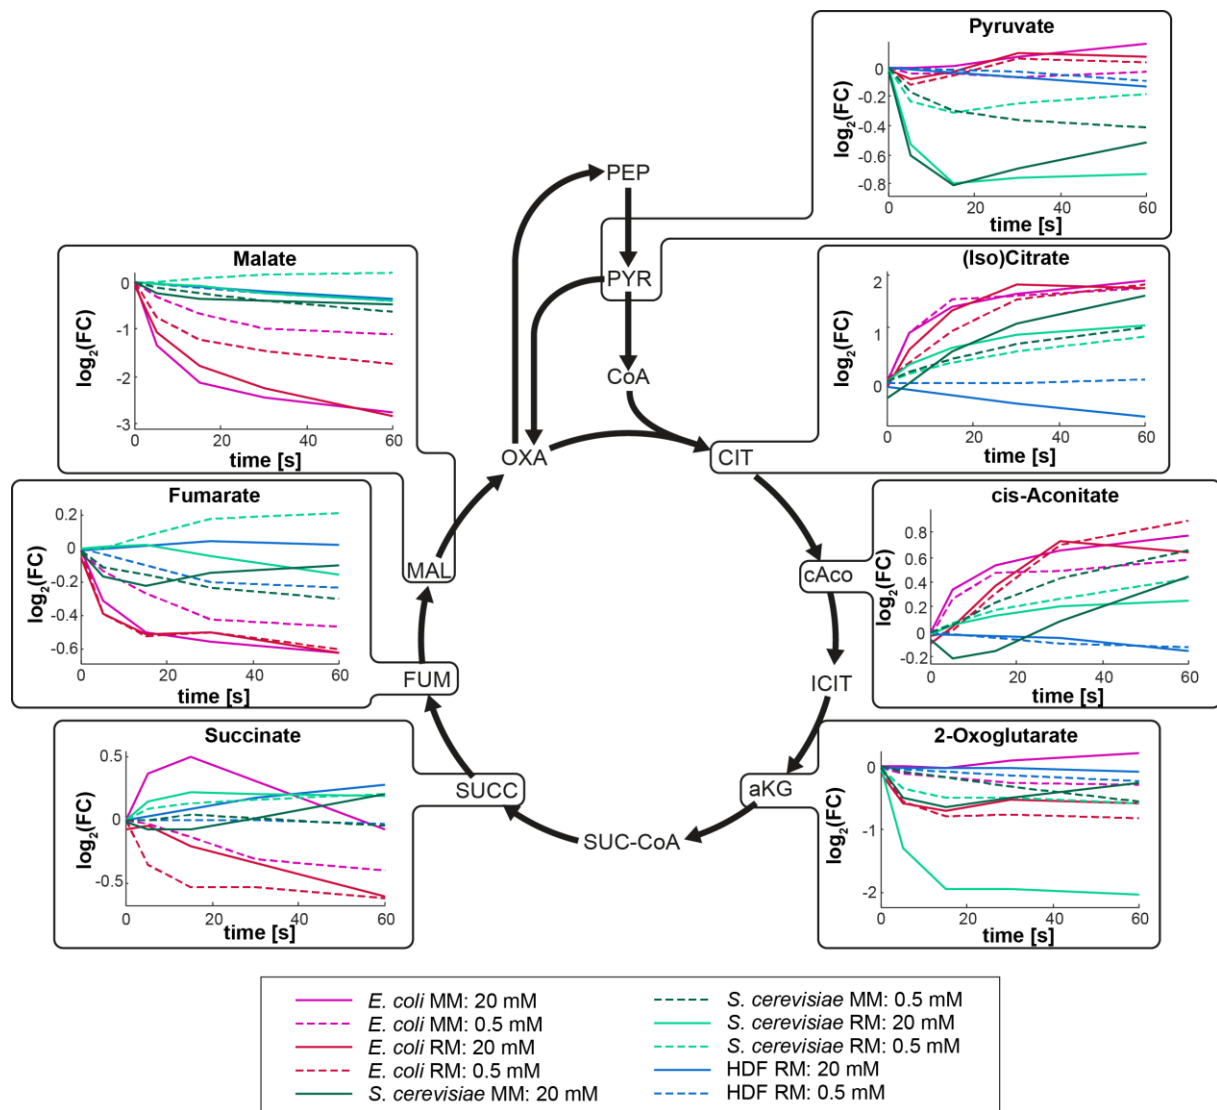 Pyruvate
log2(FC)
0
-0.2
-0.4
-0.6
-0.8
0
20
40
60
time [s]
PEP
PYR
CoA
OXA
CIT
cAco
ICIT
aKG
SUC-CoA
SUCC
FUM
MAL
Malate
log2(FC)
0
-1
-2
-3
0
20
40
60
time [s]
(Iso)Citrate
log2(FC)
2
1
0
0
20
40
60
time [s]
Fumarate
log2(FC)
0.2
0
-0.2
-0.4
-0.6
0
20
40
60
time [s]
cis-Aconitate
log2(FC)
0.8
0.6
0.4
0.2
0
-0.2
0
20
40
60
time [s]
Succinate
log2(FC)
0.5
0
-0.5
0
20
40
60
time [s]
2-Oxoglutarate
log2(FC)
0
-1
-2
0
20
40
60
time [s]
E. coli MM: 20 mM
E. coli MM: 0.5 mM
E. coli RM: 20 mM
E. coli RM: 0.5 mM
S. cerevisiae MM: 20 mM
S. cerevisiae MM: 0.5 mM
S. cerevisiae RM: 20 mM
S. cerevisiae RM: 0.5 mM
HDF RM: 20 mM
HDF RM: 0.5 mM